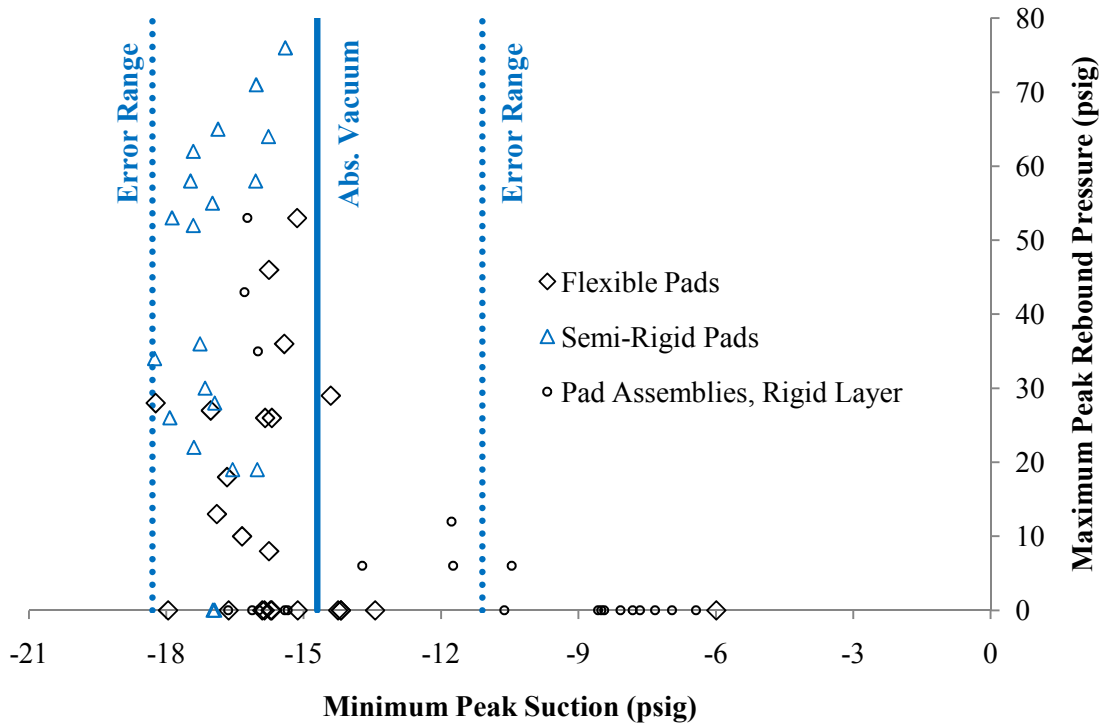 Error Range
Abs. Vacuum
Error Range
Flexible Pads
Semi-Rigid Pads
Pad Assemblies, Rigid Layer
80
70
60
50
40
30
20
10
0
Maximum Peak Rebound Pressure (psig)
-21
-18
-15
-12
-9
-6
-3
0
Minimum Peak Suction (psig)